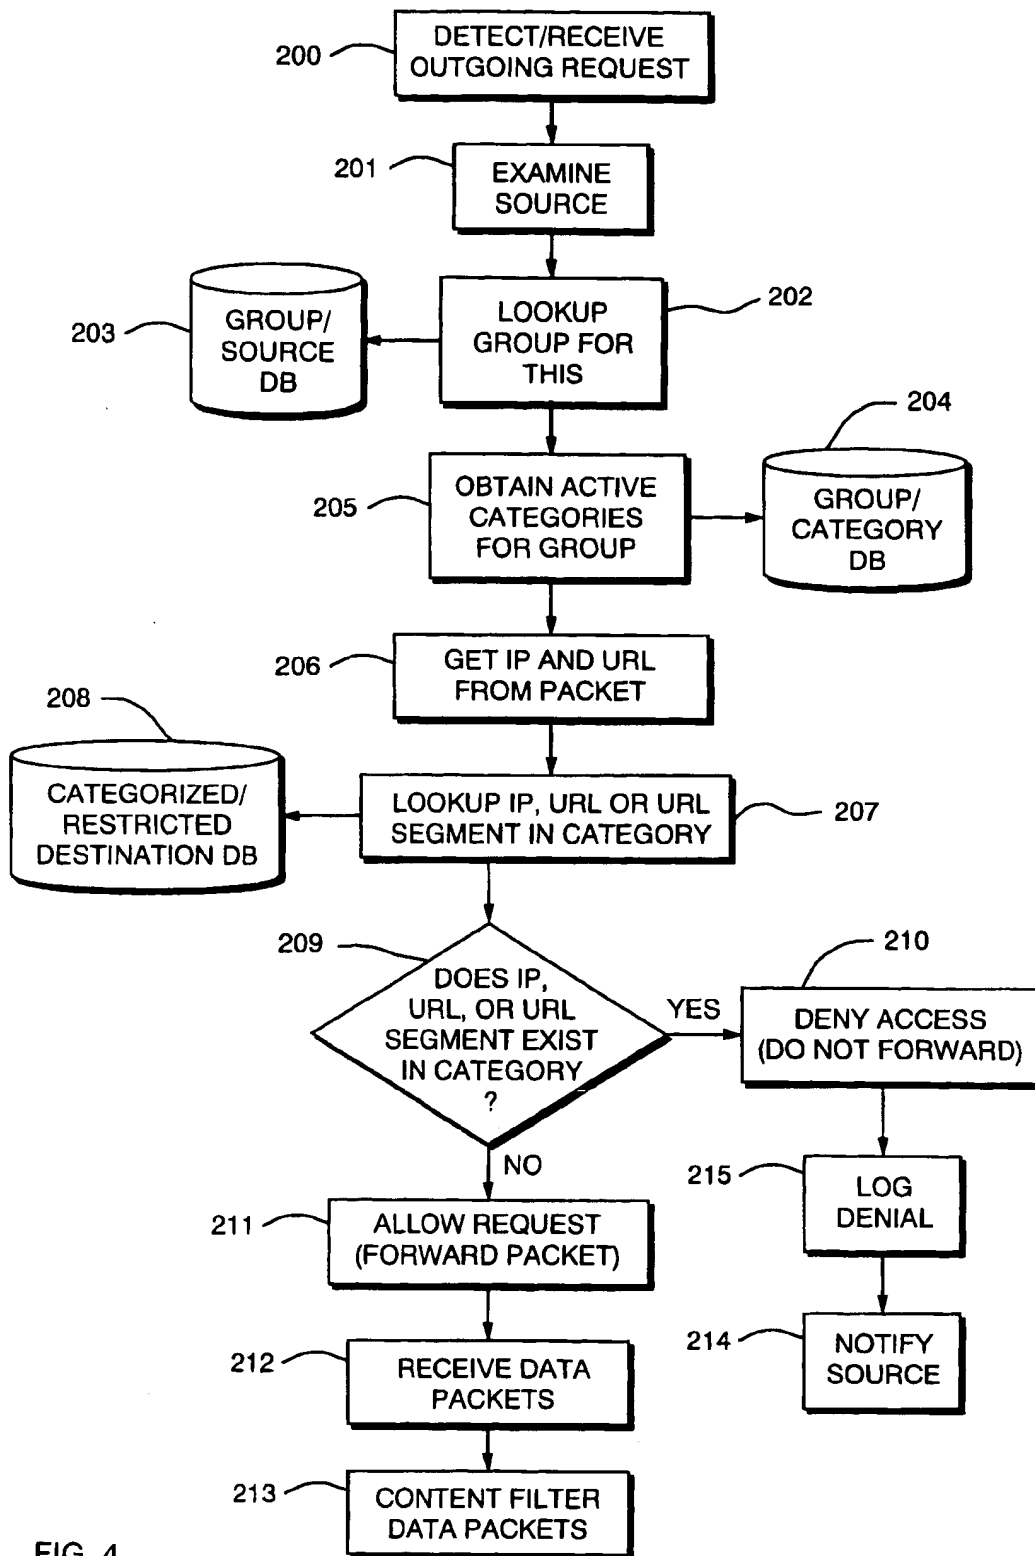 200
DETECT/RECEIVE
OUTGOING REQUEST
201
EXAMINE
SOURCE
202
LOOKUP
GROUP FOR
THIS
203
GROUP/
SOURCE
DB
204
205
OBTAIN ACTIVE
CATEGORIES
FOR GROUP
GROUP/
CATEGORY
DB
206
GET IP AND URL
FROM PACKET
208
CATEGORIZED/
RESTRICTED
DESTINATION DB
LOOKUP IP, URL OR URL
SEGMENT IN CATEGORY
207
209
DOES IP,
URL, OR URL
SEGMENT EXIST
IN CATEGORY
?
YES
210
DENY ACCESS
(DO NOT FORWARD)
NO
211
ALLOW REQUEST
(FORWARD PACKET)
215
LOG
DENIAL
212
RECEIVE DATA
PACKETS
214
NOTIFY
SOURCE
213
CONTENT FILTER
DATA PACKETS
FIG. 4